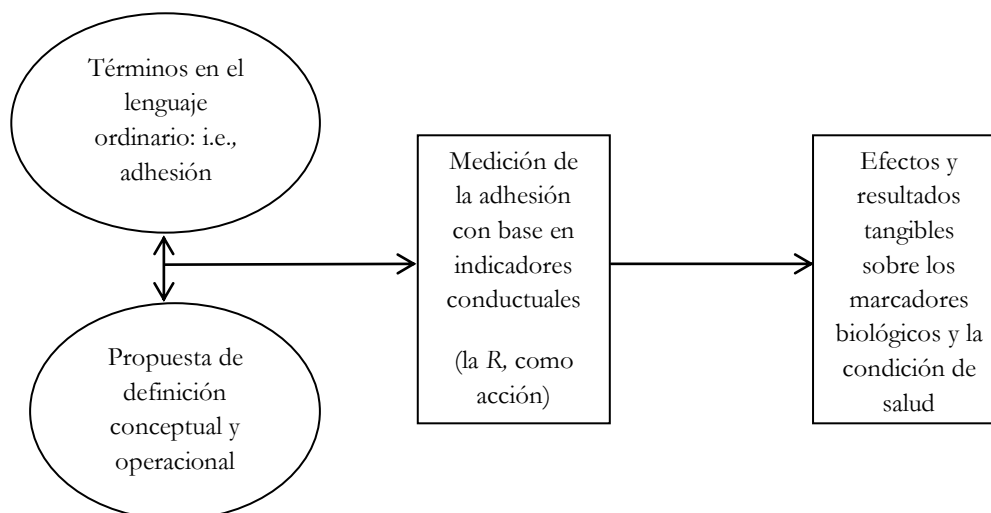 Términos en el
lenguaje
ordinario: i.e.,
adhesión
Propuesta de
definición
conceptual y
operacional
Medición de
la adhesión
con base en
indicadores
conductuales
(la R, como
acción)
Efectos y
resultados
tangibles
sobre los
marcadores
biológicos y la
condición de
salud